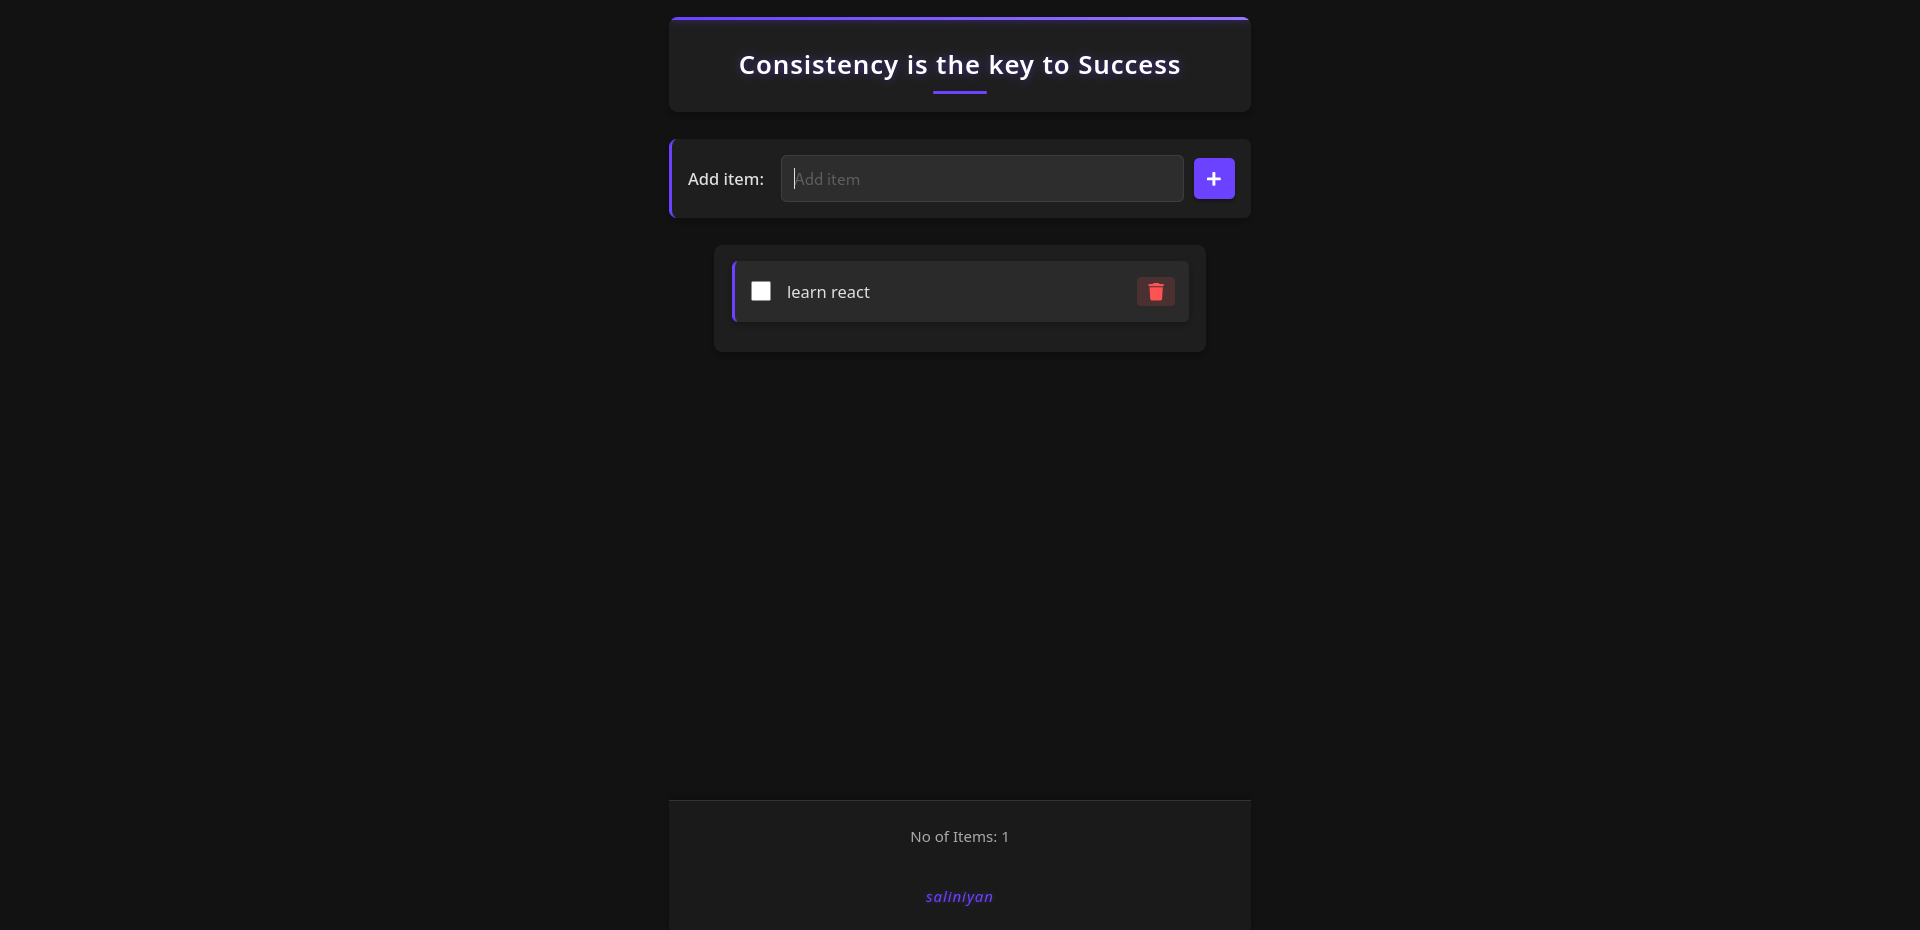 Consistency is the key to Success
Add item: Add item
learn react
No of Items: 1
saliniyan